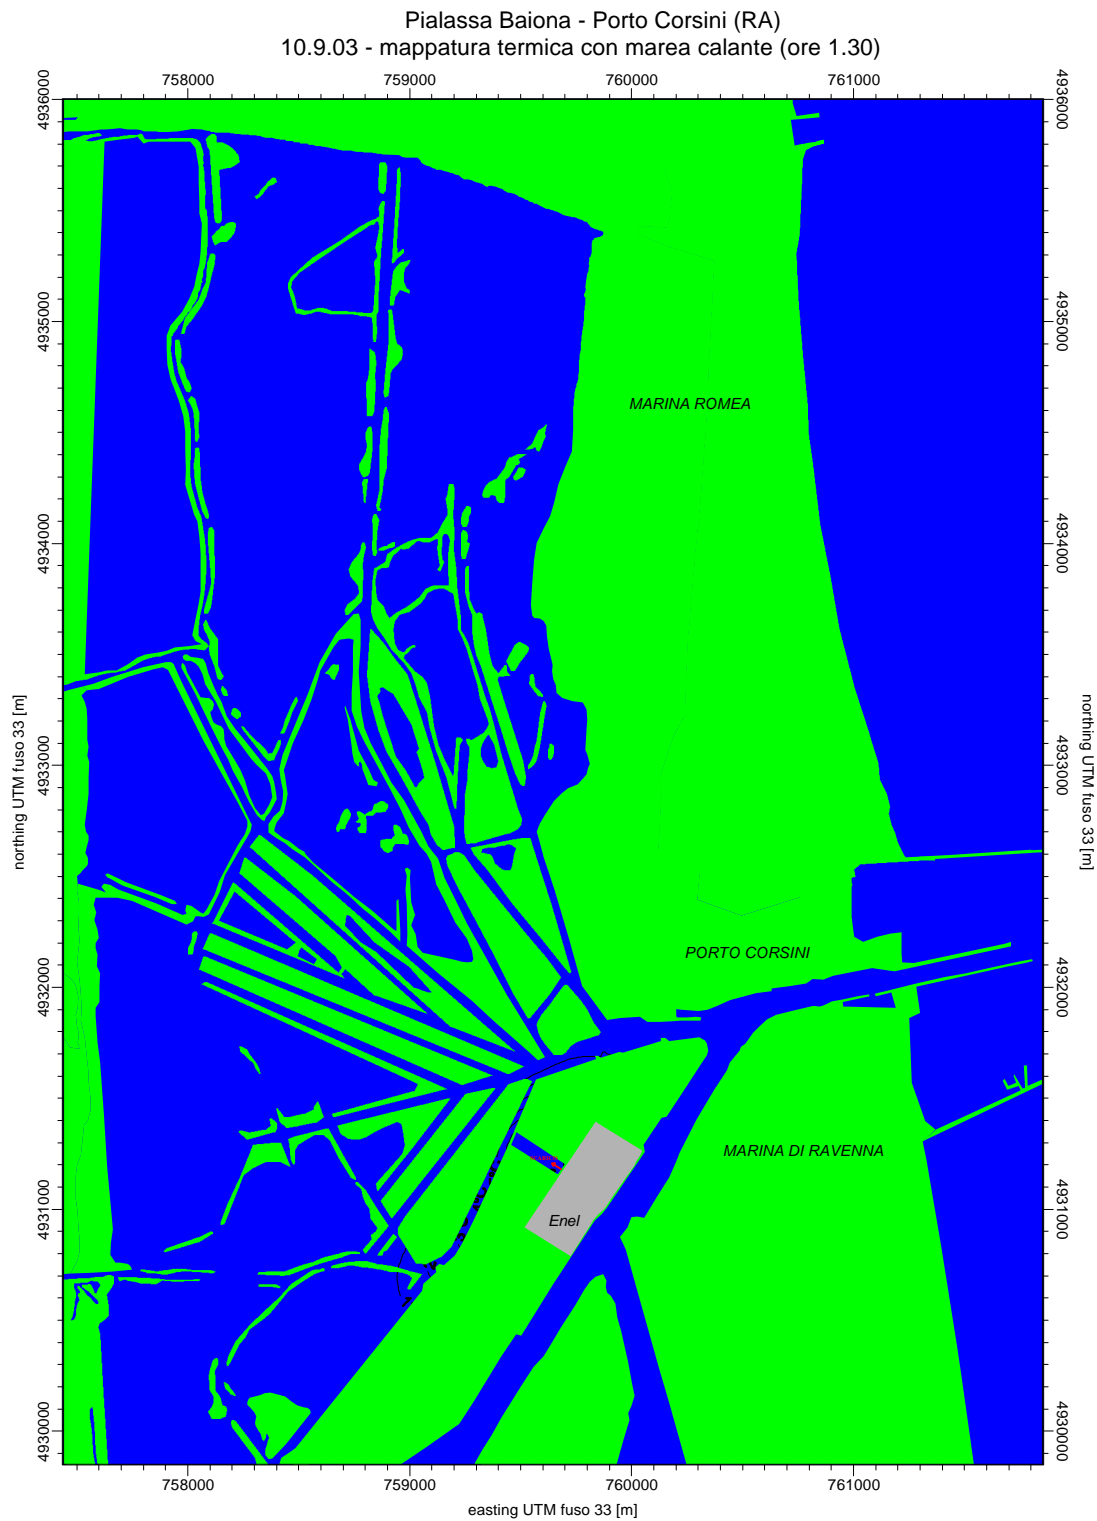 Pialassa Baiona - Porto Corsini (RA)
10.9.03 - mappatura termica con marea calante (ore 1.30)
758000 759000 760000 761000
4936000 4936000
4935000 4935000
MARINA ROMEA
4934000 4934000
northing UTM fuso 33 [m] northing UTM fuso 33 [m]
4933000 4933000
PORTO CORSINI
4932000 4932000
MARINA DI RAVENNA
4931000 4931000
Enel
4930000 4930000
758000 759000 760000 761000
easting UTM fuso 33 [m]